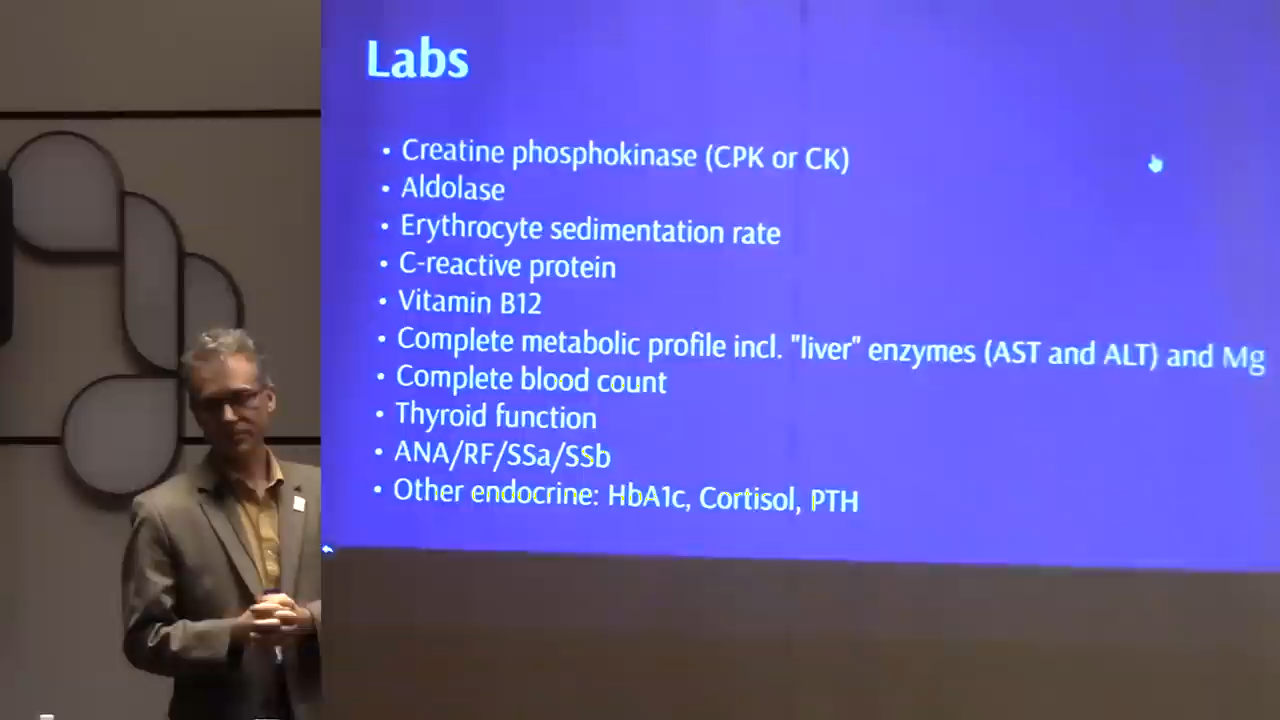 Labs
• Creatine phosphokinase (CPK or CK)
• Aldolase
• Erythrocyte sedimentation rate
• C-reactive protein
• Vitamin B12
• Complete metabolic profile incl. "liver" enzymes (AST and ALT) and Mg
• Complete blood count
• Thyroid function
• ANA/RF/SSa/SSb
• Other endocrine: HbA1c, Cortisol, PTH